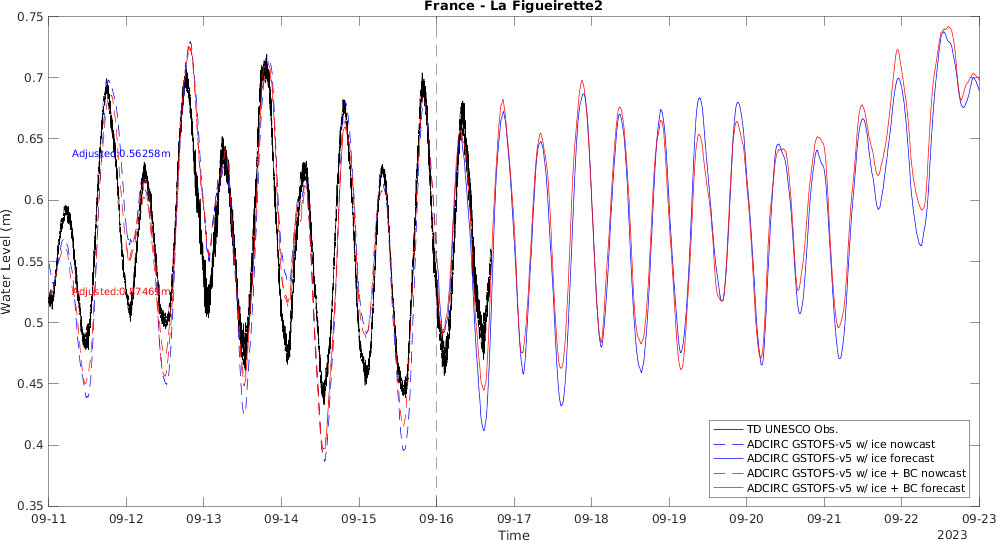 France - La Figueirette2
0.75
0.7
0.65
0.6
0.55
0.5
0.45
0.4
0.35
Water Level (m)
Adjusted:0.56258m
TD UNESCO Obs.
ADCIRC GSTOFS-v5 w/ ice nowcast
ADCIRC GSTOFS-v5 w/ ice forecast
ADCIRC GSTOFS-v5 w/ ice + BC nowcast
ADCIRC GSTOFS-v5 w/ ice + BC forecast
09-11 09-12 09-13 09-14 09-15 09-16 09-17 09-18 09-19 09-20 09-21 09-22 09-23
Time
2023